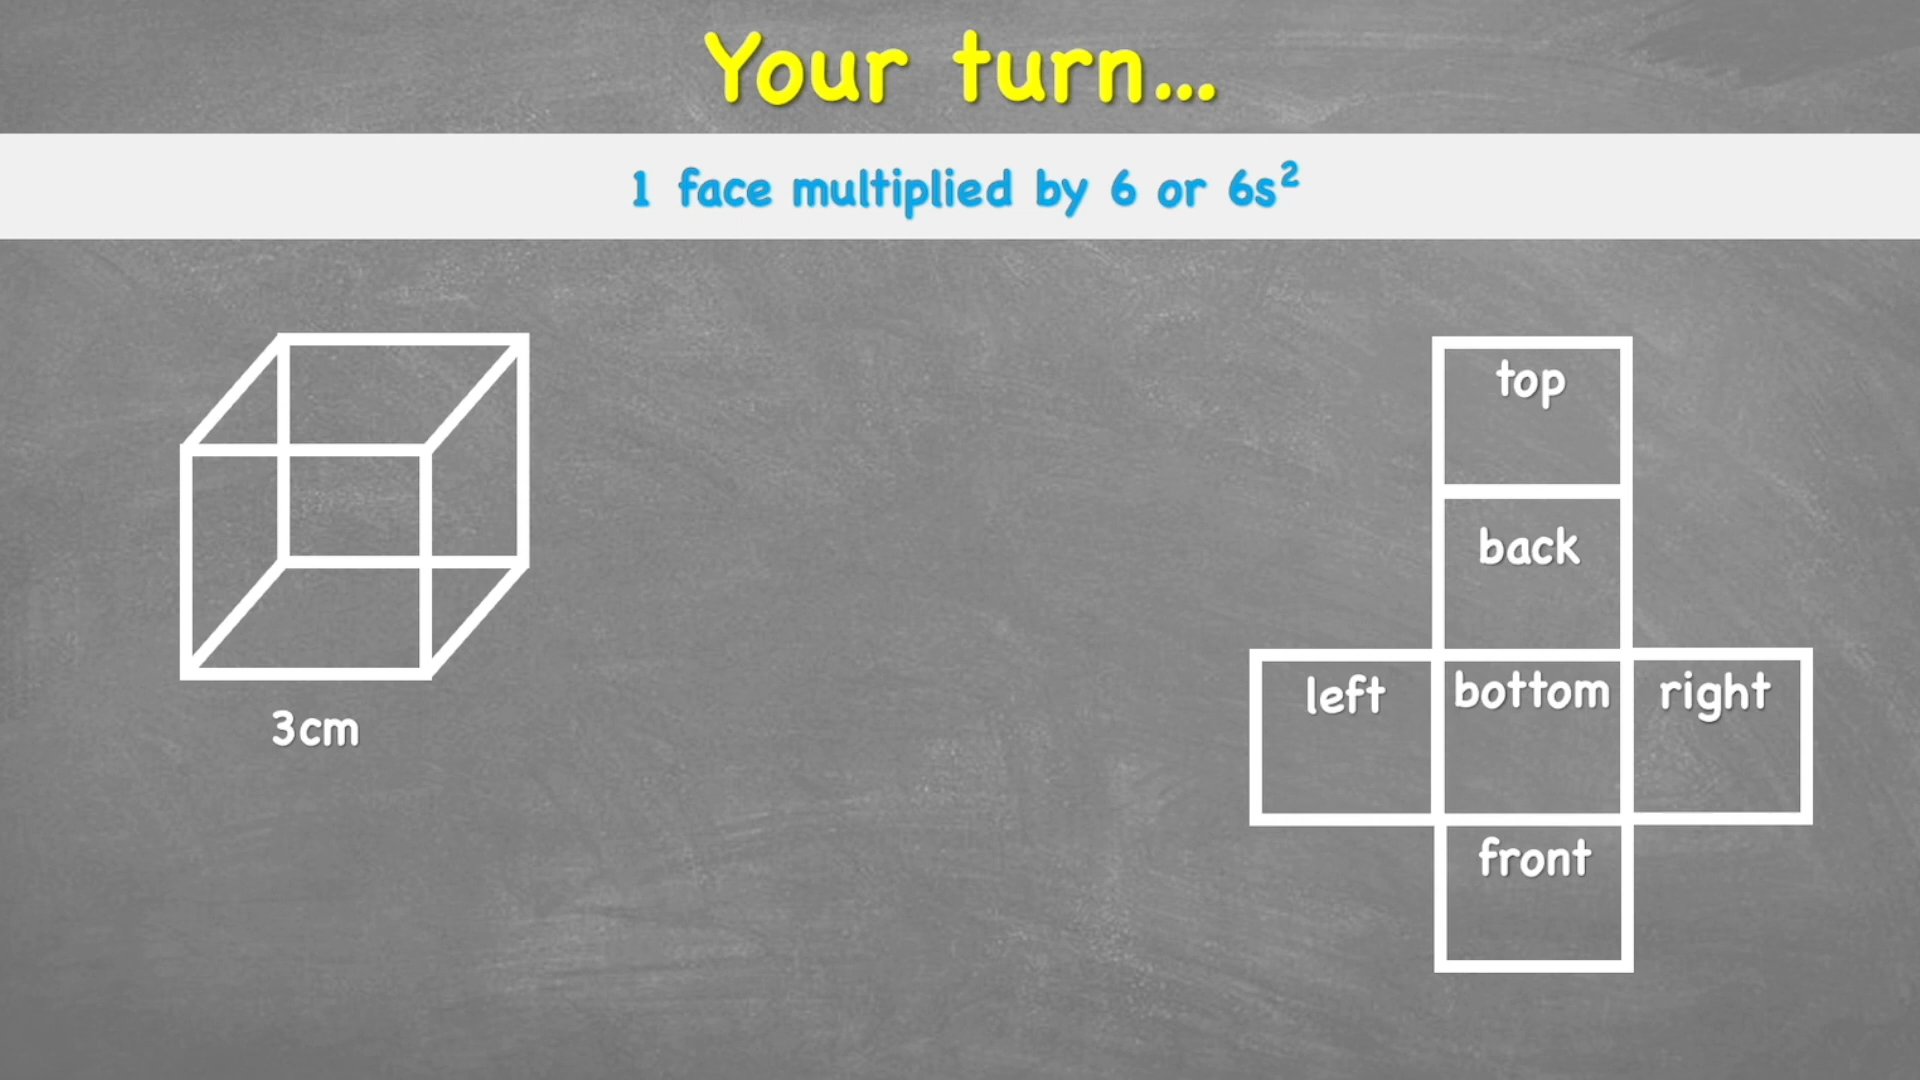 Your turn...
1 face multiplied by 6 or 6s²
top
back
left bottom right
3cm
front